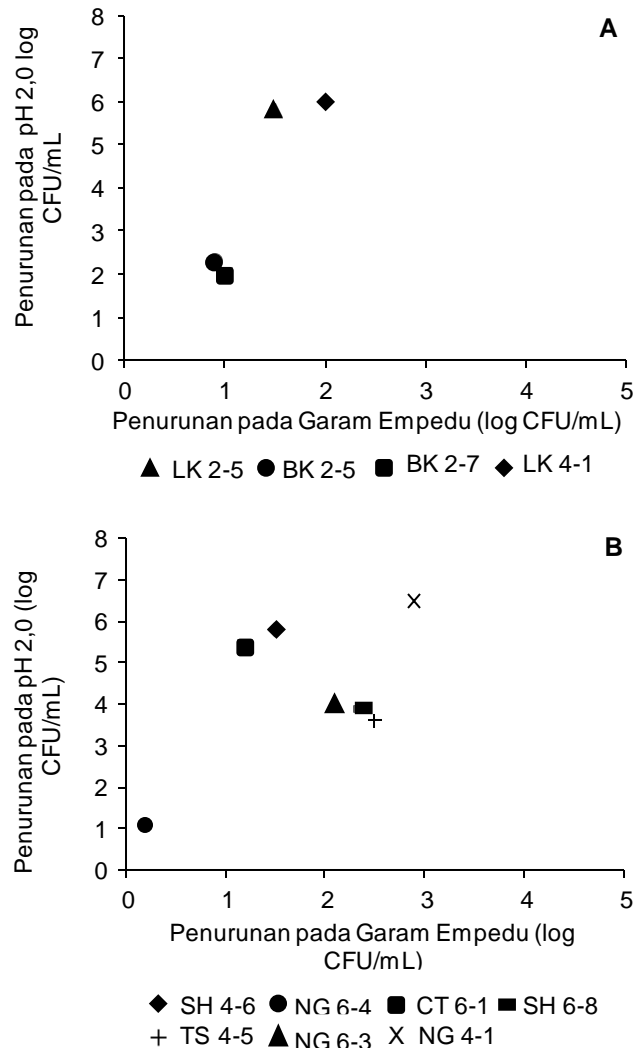 A
8
7
6
5
4
3
2
1
0
Penurunan pada pH 2,0 log
CFU/mL
0 1 2 3 4 5
Penurunan pada Garam Empedu (log CFU/mL)
LK 2-5 BK 2-5 BK 2-7 LK 4-1
B
8
7
6
5
4
3
2
1
0
Penurunan pada pH 2,0 (log
CFU/mL)
0 1 2 3 4 5
Penurunan pada Garam Empedu (log
CFU/mL)
SH 4-6 NG 6-4 CT 6-1 SH 6-8
TS 4-5 NG 6-3 NG 4-1